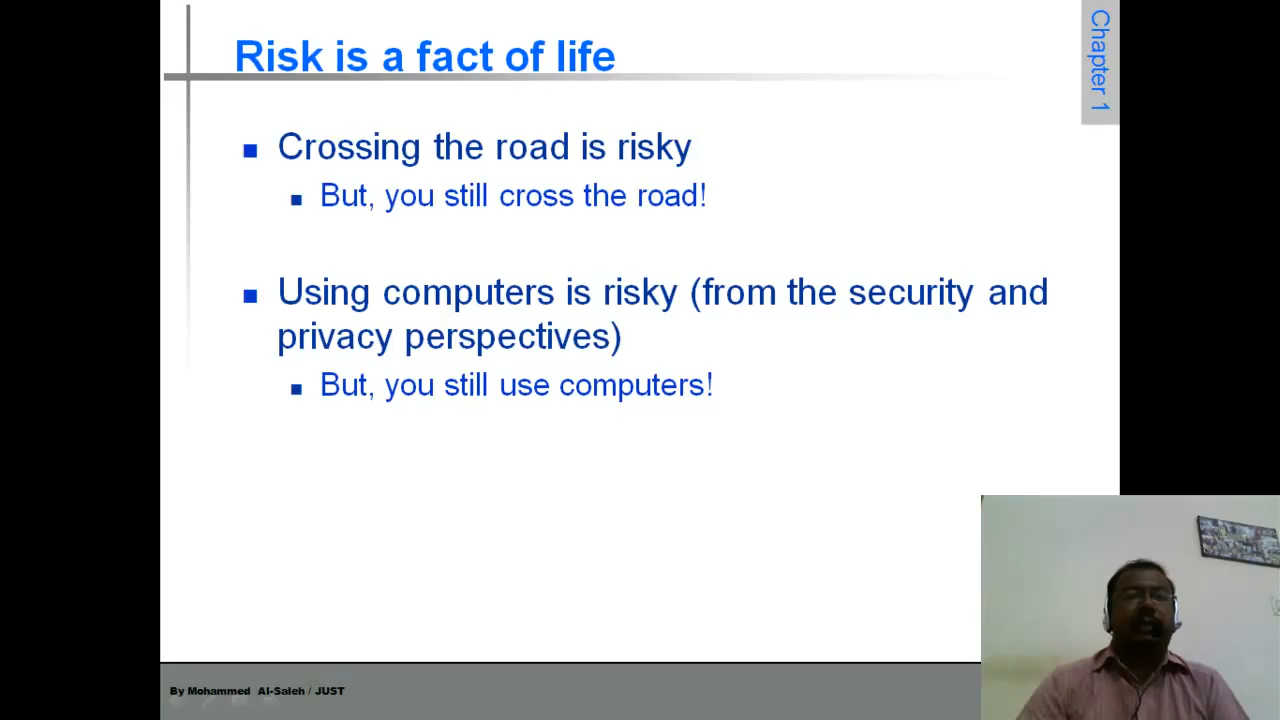 Risk is a fact of life
Chapter 1
Crossing the road is risky
But, you still cross the road!
Using computers is risky (from the security and
privacy perspectives)
But, you still use computers!
By Mohammed Al-Saleh / JUST